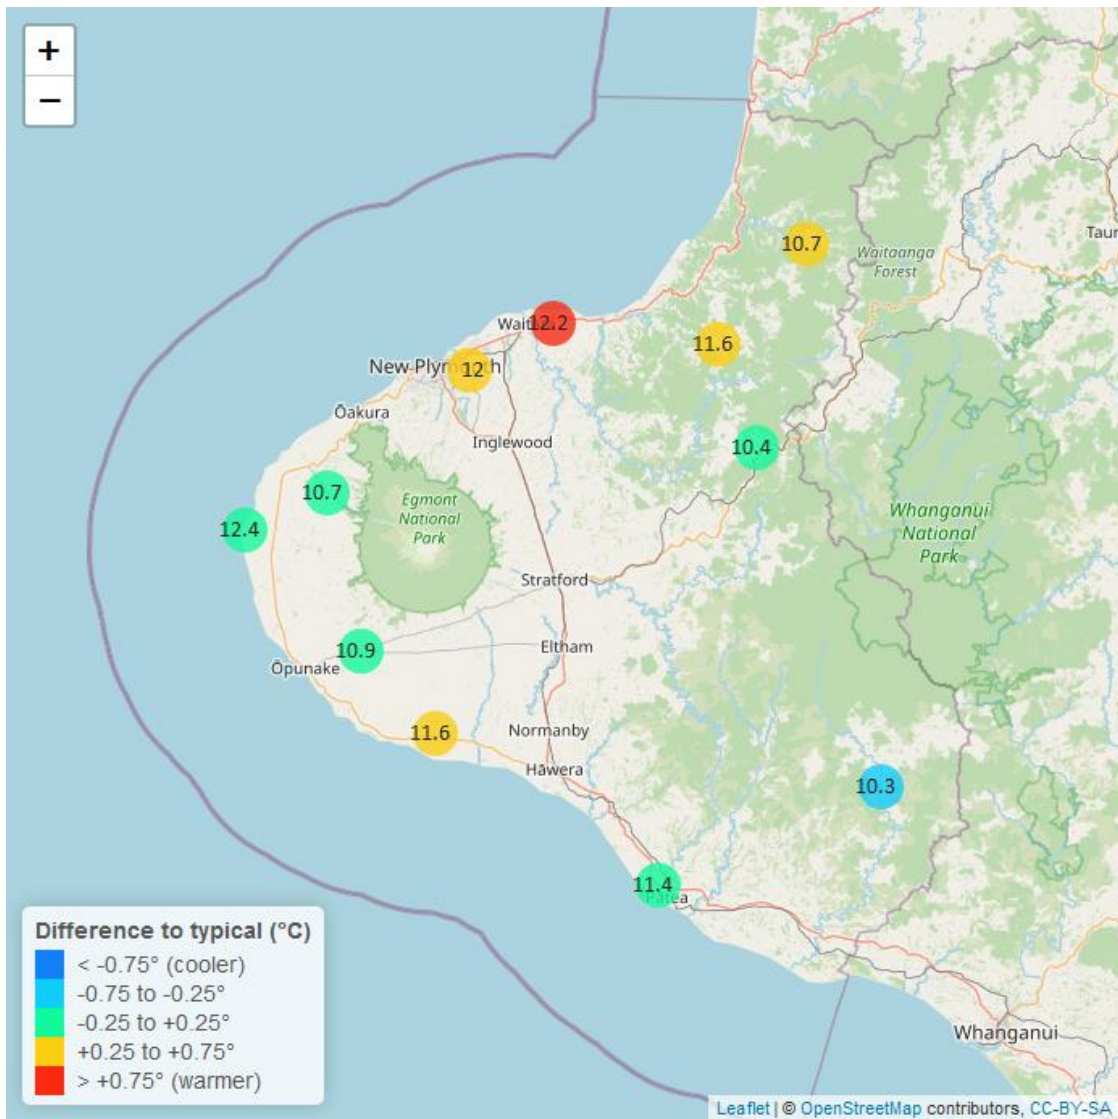 +
−
10.7
Taur
Waitaanga
Forest
Wait 12.2
11.6
New Plymouth 12
Ōakura
Inglewood
10.4
10.7
Egmont
National
Park
Whanganui
National
Park
12.4
Stratford
10.9
Eltham
Ōpunake
11.6
Normanby
Hāwera
10.3
11.4
Patea
Difference to typical (°C)
< -0.75° (cooler)
-0.75 to -0.25°
-0.25 to +0.25°
+0.25 to +0.75°
> +0.75° (warmer)
Whanganui
Leaflet | © OpenStreetMap contributors, CC-BY-SA